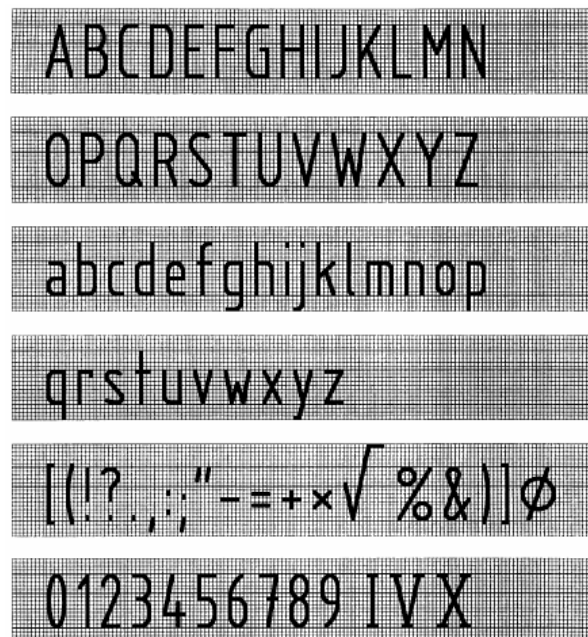 ABCDEFGHIJKLMN
OPQRSTUVWXYZ
abcdefghijklmnop
qrstuvwxyz
[(!?.,:;"-=+×√%&)]Ø
0123456789 IVX